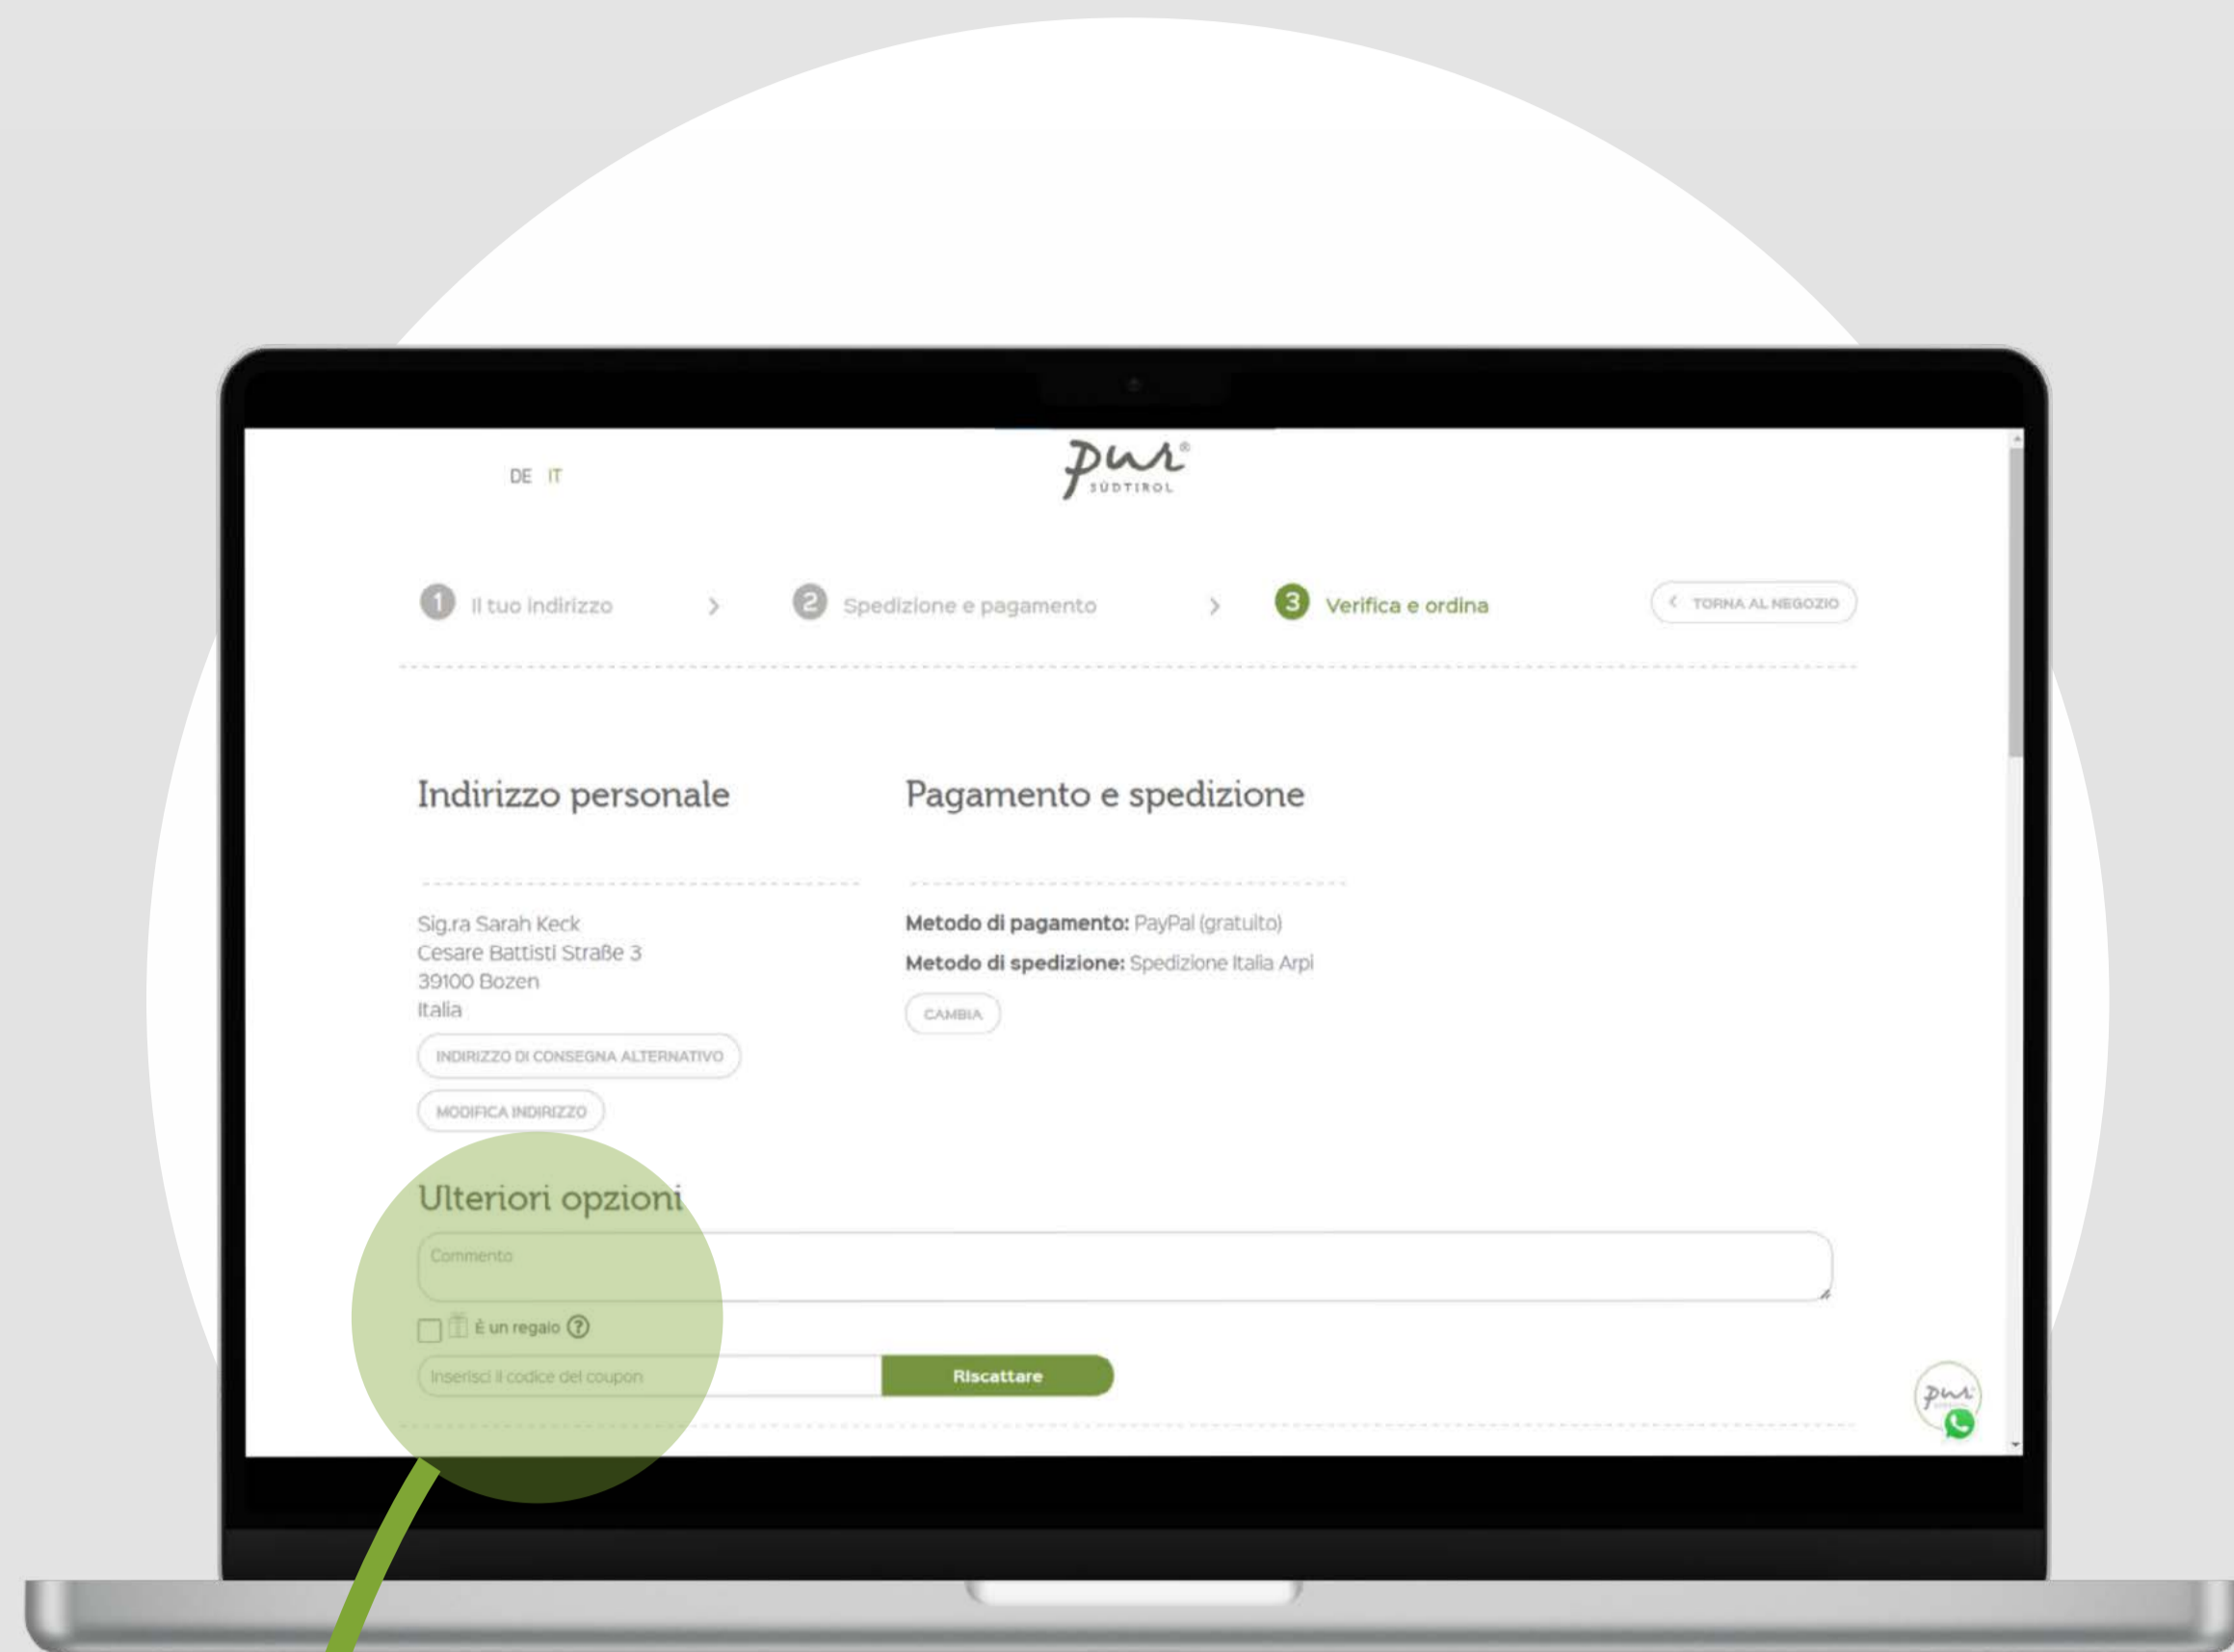 DE IT
pur®
SÜDTIROL
1 Il tuo indirizzo > 2 Spedizione e pagamento > 3 Verifica e ordina < TORNA AL NEGOZIO
Indirizzo personale
Pagamento e spedizione
Sig.ra Sarah Keck
Cesare Battisti Straße 3
39100 Bozen
Italia
Metodo di pagamento: PayPal (gratuito)
Metodo di spedizione: Spedizione Italia Arpi
CAMBIA
INDIRIZZO DI CONSEGNA ALTERNATIVO
MODIFICA INDIRIZZO
Ulteriori opzioni
Commento
È un regalo ?
Inserisci il codice del coupon
Riscattare
pur